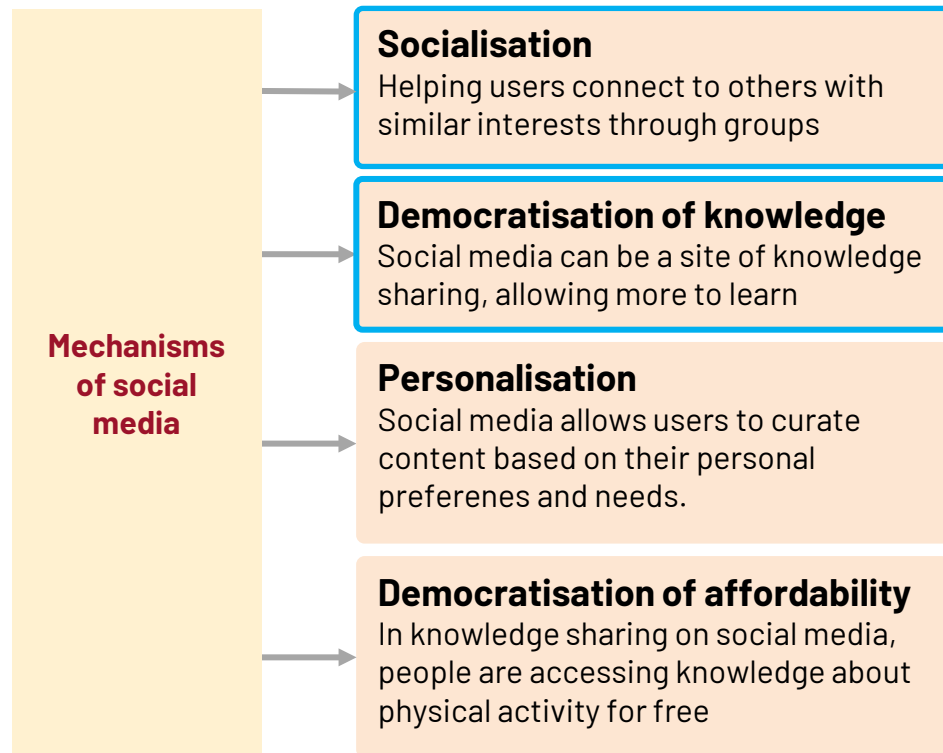 Mechanisms
of social
media
Socialisation
Helping users connect to others with
similar interests through groups
Democratisation of knowledge
Social media can be a site of knowledge
sharing, allowing more to learn
Personalisation
Social media allows users to curate
content based on their personal
preferenes and needs.
Democratisation of affordability
In knowledge sharing on social media,
people are accessing knowledge about
physical activity for free